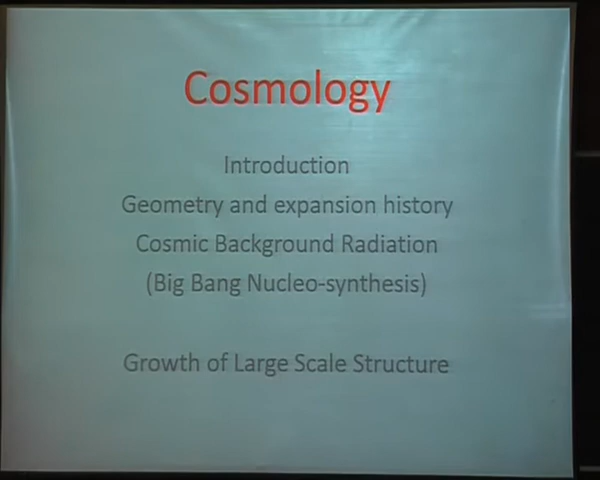 Cosmology
Introduction
Geometry and expansion history
Cosmic Background Radiation
(Big Bang Nucleo-synthesis)
Growth of Large Scale Structure